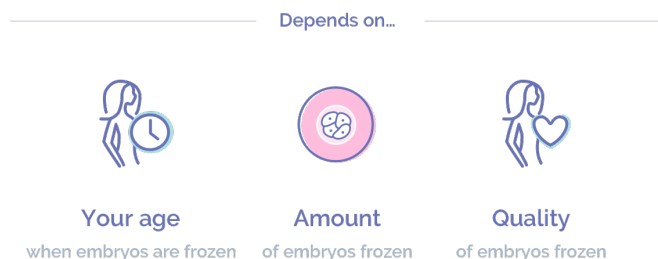 Depends on...
Your age
Amount
Quality
when embryos are frozen
of embryos frozen
of embryos frozen